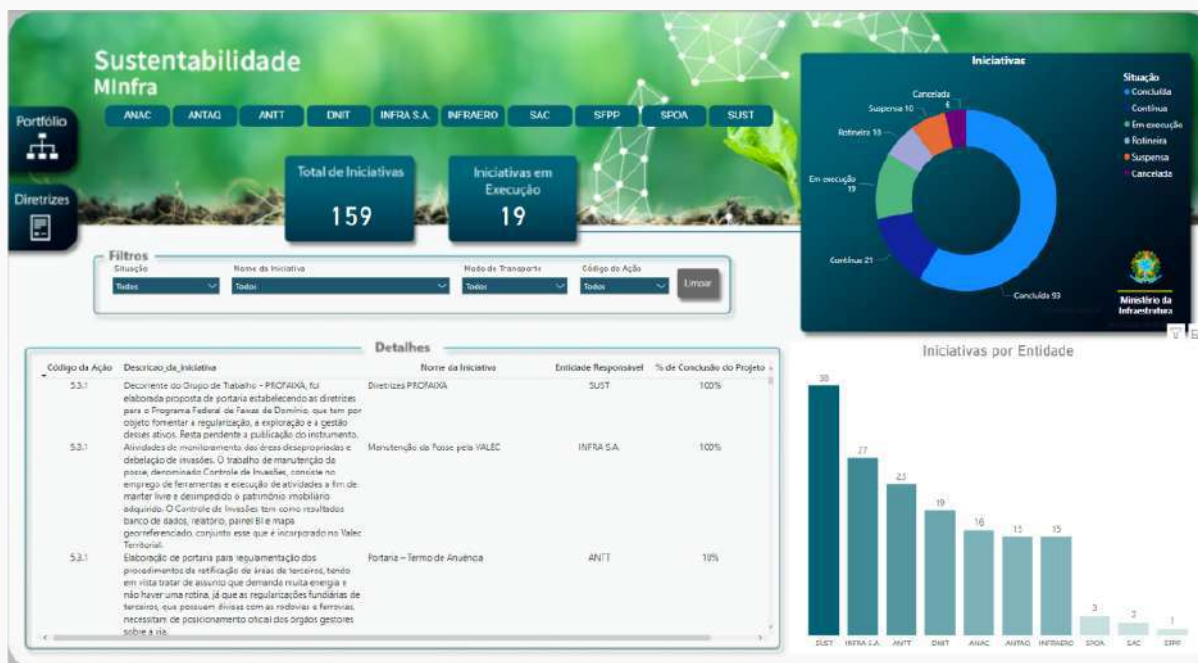 Sustentabilidade
MInfra
Portfólio
Diretrizes
ANAC ANTAQ ANTT DNIT INFRA S.A. INFRAERO SAC SFPP SPOA SUST
Total de Iniciativas
159
Iniciativas em
Execução
19
Iniciativas
Situação
Concluída
Contínua
Em execução
Rotineira
Suspensa
Cancelada
Cancelada
6
Suspensa 10
Rotineira 10
Em execução
19
Contínua 21
Concluída 93
Ministério da
Infraestrutura
Filtros
Situação Nome da Iniciativa Modo de Transporte Código da Ação
Todos Todos Todos Todos Limpar
Detalhes
Código da Ação Descricao_da_iniciativa Nome da Iniciativa Entidade Responsável % de Conclusão do Projeto
5.3.1 Decorrente do Grupo de Trabalho - PROFAIXA, foi Diretrizes PROFAIXA SUST 100%
elaborada proposta de portaria estabelecendo as diretrizes
para o Programa Federal de Faixas de Domínio, que tem por
objeto fomentar a regularização, a exploração e a gestão
desses ativos. Resta pendente a publicação do instrumento.
5.3.1 Atividades de monitoramento das áreas desapropriadas e Manutenção da Posse pela VALEC INFRA S.A. 100%
debelação de invasões. O trabalho de manutenção da
posse, denominado Controle de Invasões, consiste no
emprego de ferramentas e execução de atividades a fim de
manter livre e desimpedido o patrimônio imobiliário
adquirido. O Controle de Invasões tem como resultados
banco de dados, relatório, painel BI e mapa
georreferenciado, conjunto esse que é incorporado no Valec
Territorial.
5.3.1 Elaboração de portaria para regulamentação dos Portaria – Termo de Anuência ANTT 10%
procedimentos de retificação de áreas de terceiros, tendo
em vista tratar de assunto que demanda muita energia e
não haver uma rotina, já que as regularizações fundiárias de
terceiros, que possuem divisas com as rodovias e ferrovias,
necessitam de posicionamento oficial dos órgãos gestores
sobre a via.
Iniciativas por Entidade
38 27 23 19 16 15 15 3 2 1
SUST INFRA S.A. ANTT DNIT ANAC ANTAQ INFRAERO SPOA SAC SFPP